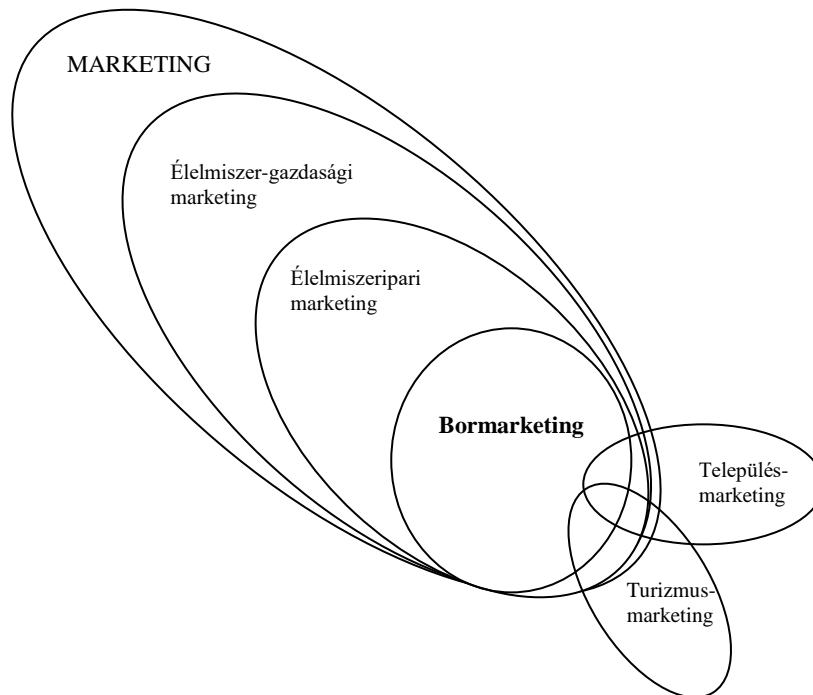 MARKETING
Élelmiszer-gazdasági
marketing
Élelmiszeripari
marketing
Bormarketing
Település-
marketing
Turizmus-
marketing